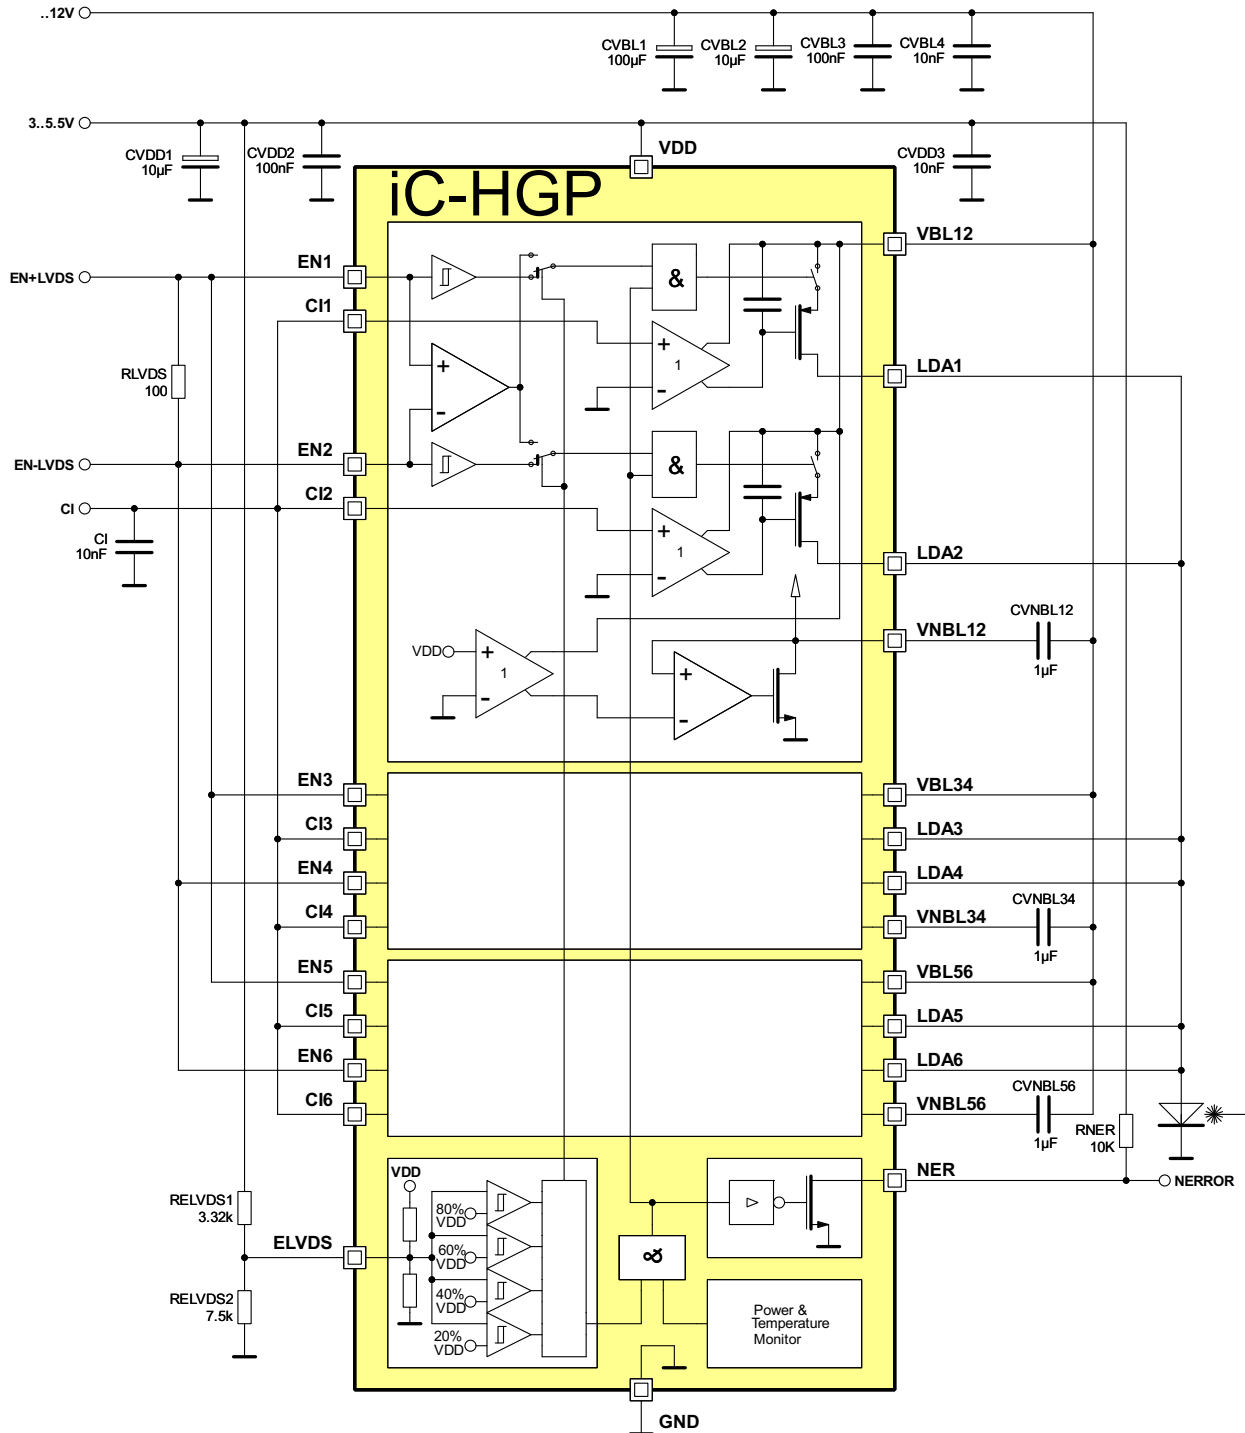 ..12V
CVBL1
100µF
CVBL2
10µF
CVBL3
100nF
CVBL4
10nF
3..5.5V
CVDD1
10µF
CVDD2
100nF
VDD
CVDD3
10nF
iC-HGP
EN+LVDS
EN1
&
VBL12
CI1
+
1
-
LDA1
RLVDS
100
+
-
EN-LVDS
EN2
&
CI
CI2
CI
10nF
+
1
-
LDA2
CVNBL12
1µF
VNBL12
VDD
+
1
-
+
-
EN3
VBL34
CI3
LDA3
EN4
LDA4
CI4
VNBL34
CVNBL34
1µF
EN5
VBL56
CI5
LDA5
EN6
LDA6
CI6
VNBL56
CVNBL56
1µF
RNER
10K
NER
NERROR
VDD
RELVDS1
3.32k
80%
VDD
60%
VDD
40%
VDD
20%
VDD
ELVDS
&
RELVDS2
7.5k
Power &
Temperature
Monitor
GND